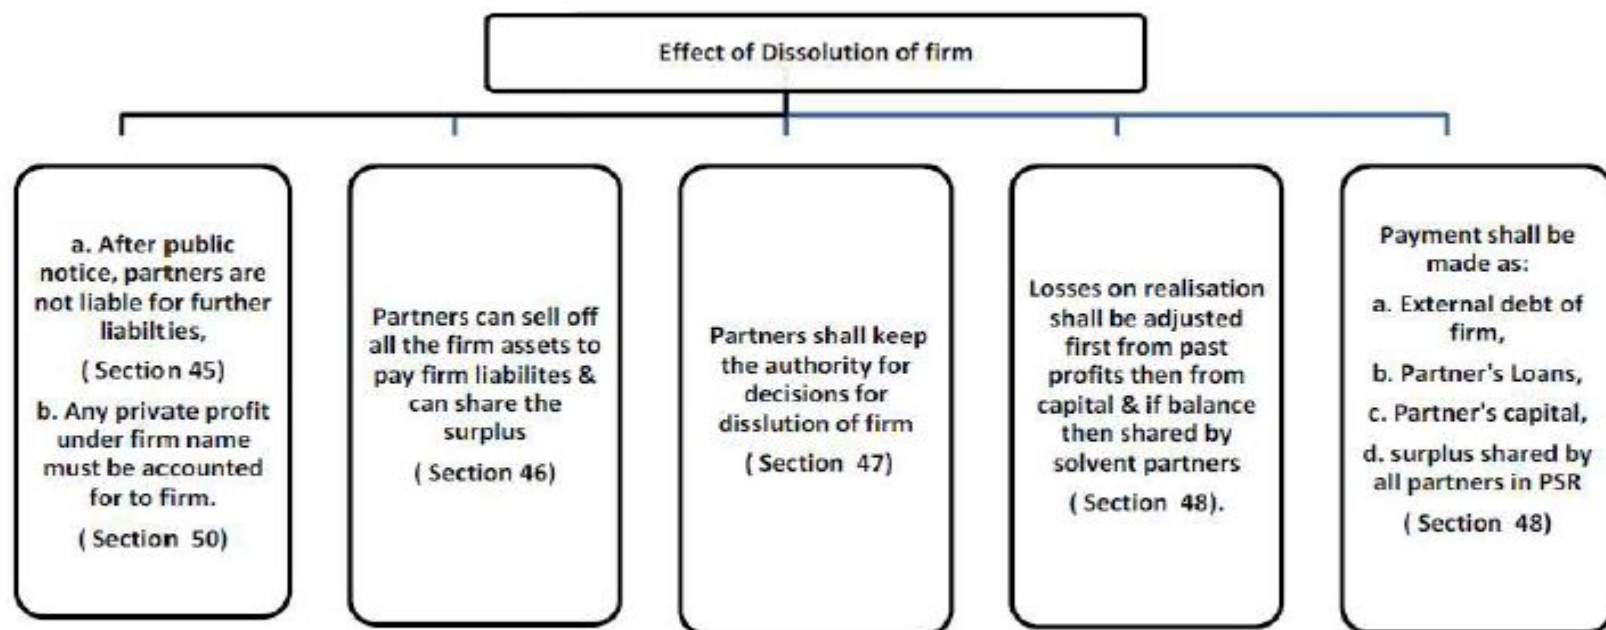 Effect of Dissolution of firm
a. After public
notice, partners are
not liable for further
liabilties,
( Section 45)
b. Any private profit
under firm name
must be accounted
for to firm.
( Section 50)
Partners can sell off
all the firm assets to
pay firm liabilites &
can share the
surplus
( Section 46)
Partners shall keep
the authority for
decisions for
disslution of firm
( Section 47)
Losses on realisation
shall be adjusted
first from past
profits then from
capital & if balance
then shared by
solvent partners
( Section 48).
Payment shall be
made as:
a. External debt of
firm,
b. Partner's Loans,
c. Partner's capital,
d. surplus shared by
all partners in PSR
( Section 48)